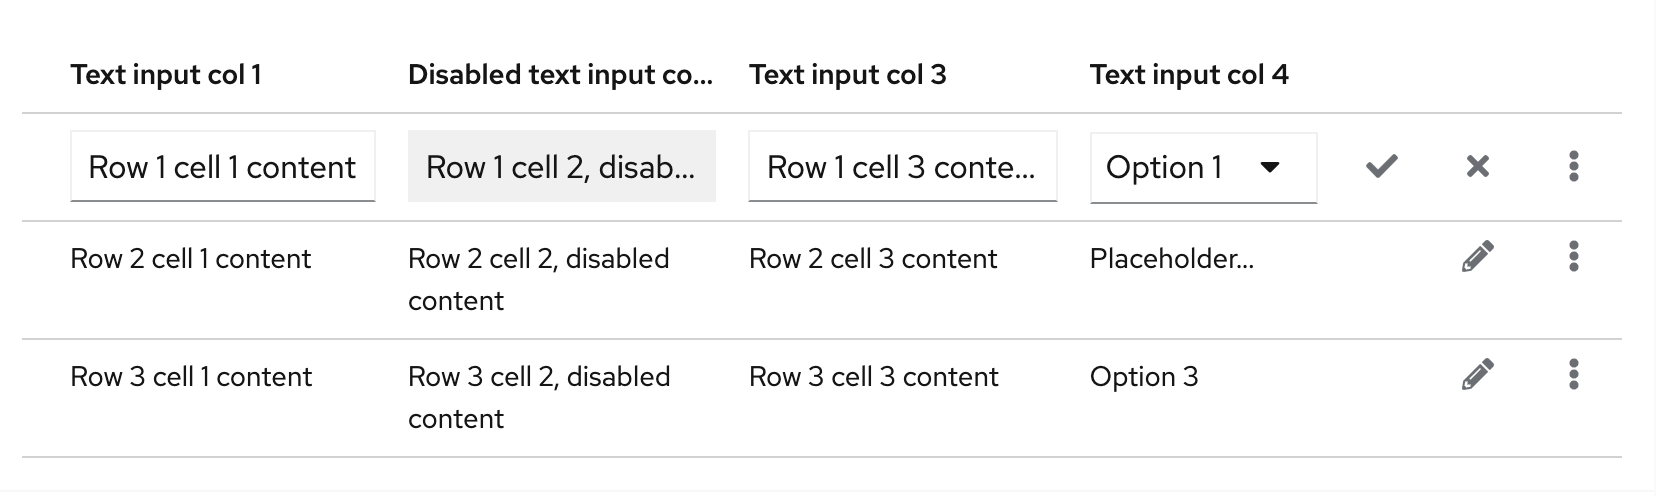 Text input col 1 Disabled text input co... Text input col 3 Text input col 4
Row 1 cell 1 content Row 1 cell 2, disab... Row 1 cell 3 conte... Option 1
Row 2 cell 1 content Row 2 cell 2, disabled Row 2 cell 3 content Placeholder...
content
Row 3 cell 1 content Row 3 cell 2, disabled Row 3 cell 3 content Option 3
content